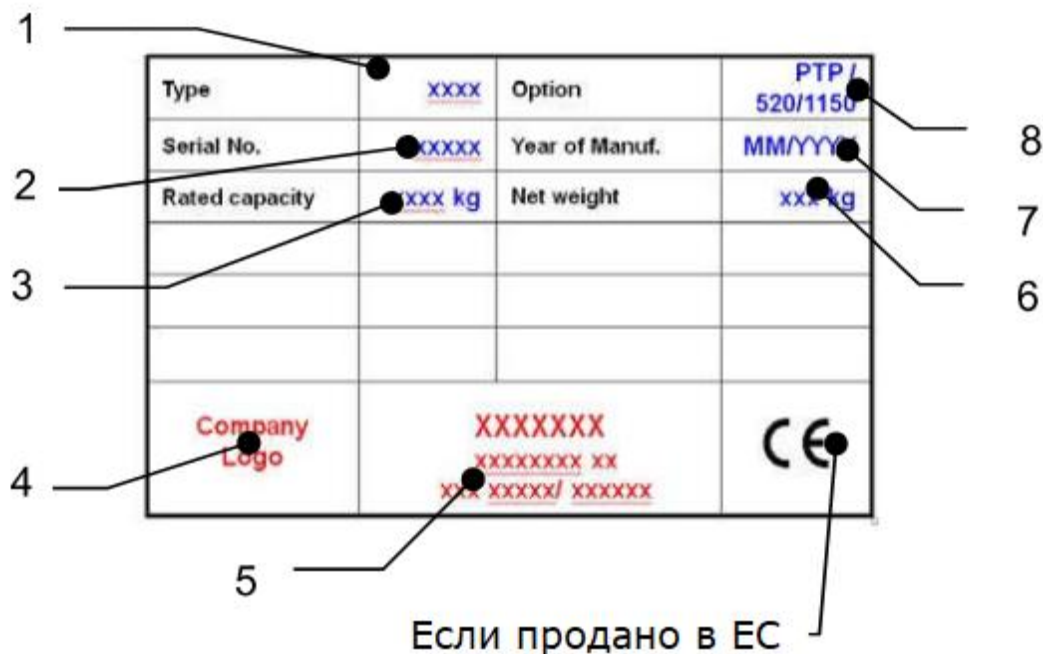 1
Type xxxx Option PTP /
520/1150
8
Serial No. xxxxx Year of Manuf. MM/YYYY
2
7
Rated capacity xxxx kg Net weight xxx kg
3
6
Company
Logo
XXXXXXX
xxxxxxxx xx
xxx xxxxx/ xxxxxx
CE
4
5
Если продано в ЕС